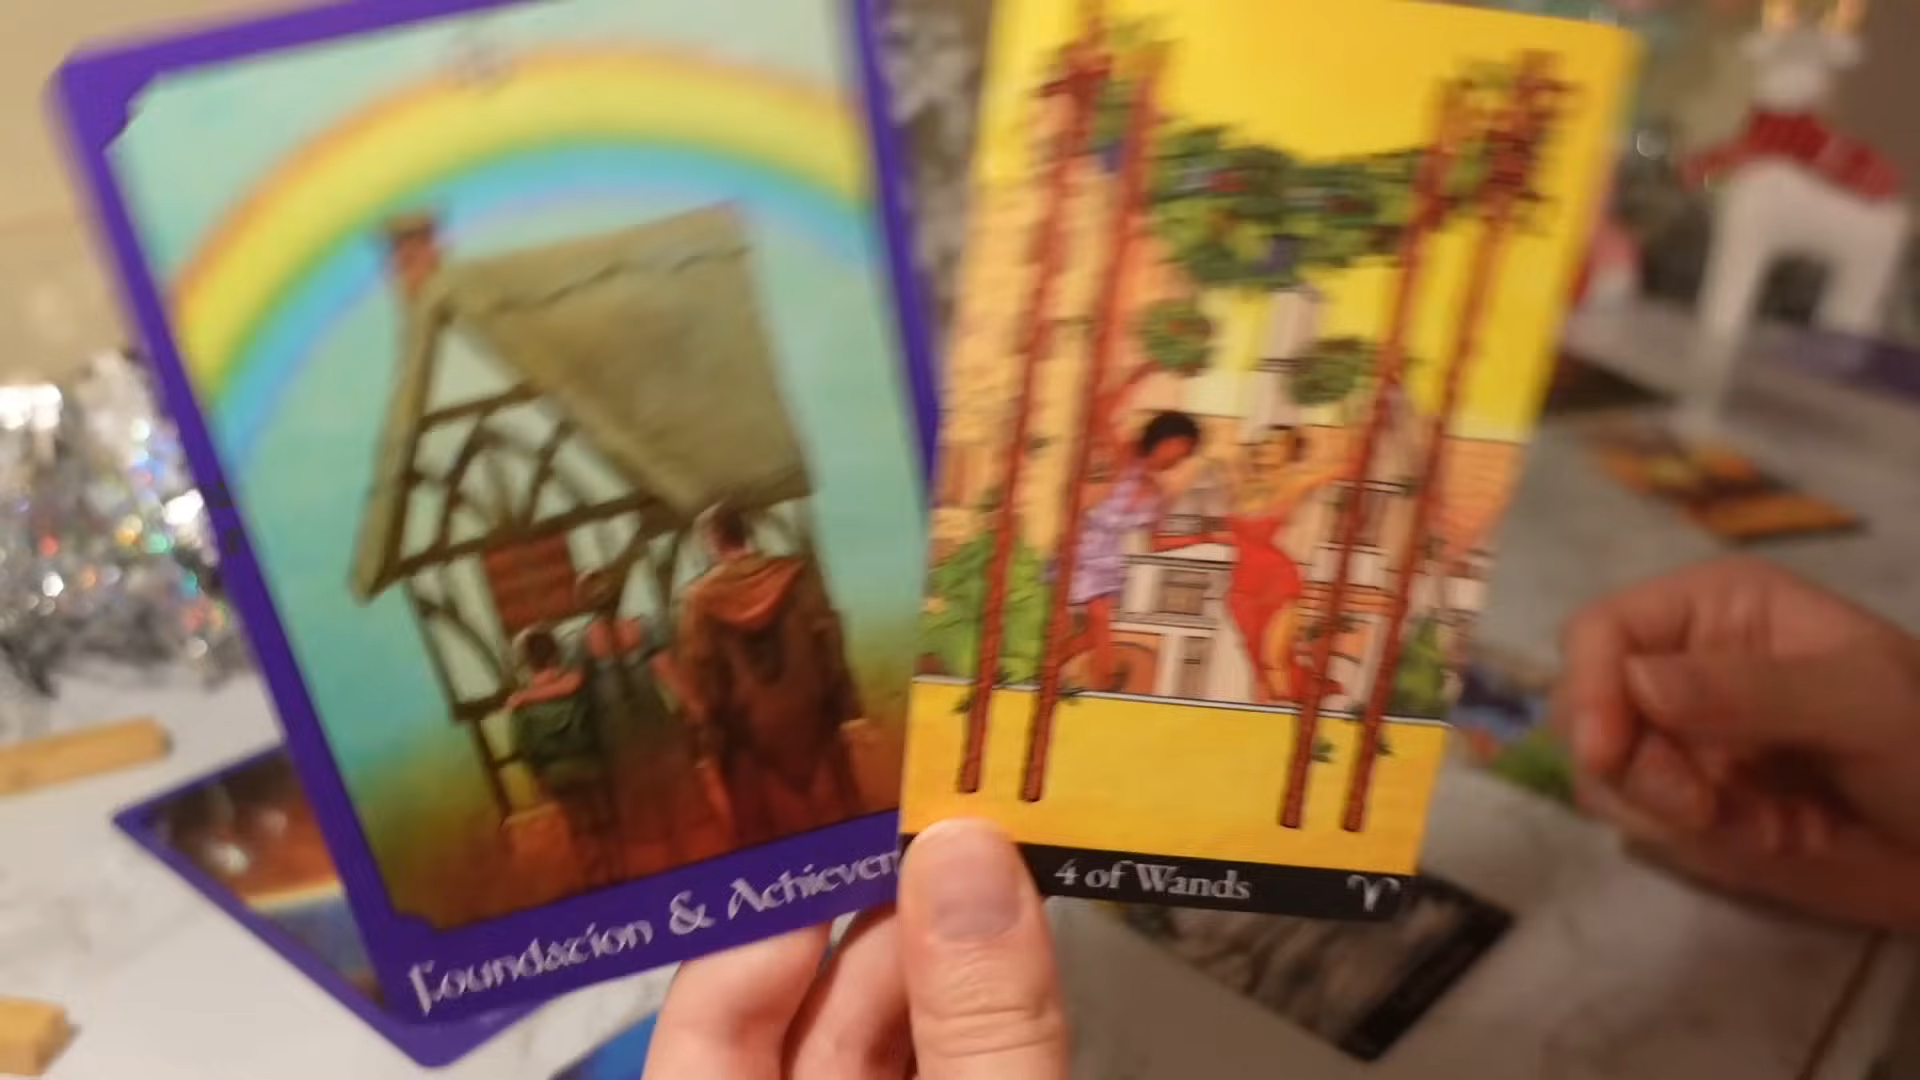 Foundation & Achievem
4 of Wands ♈